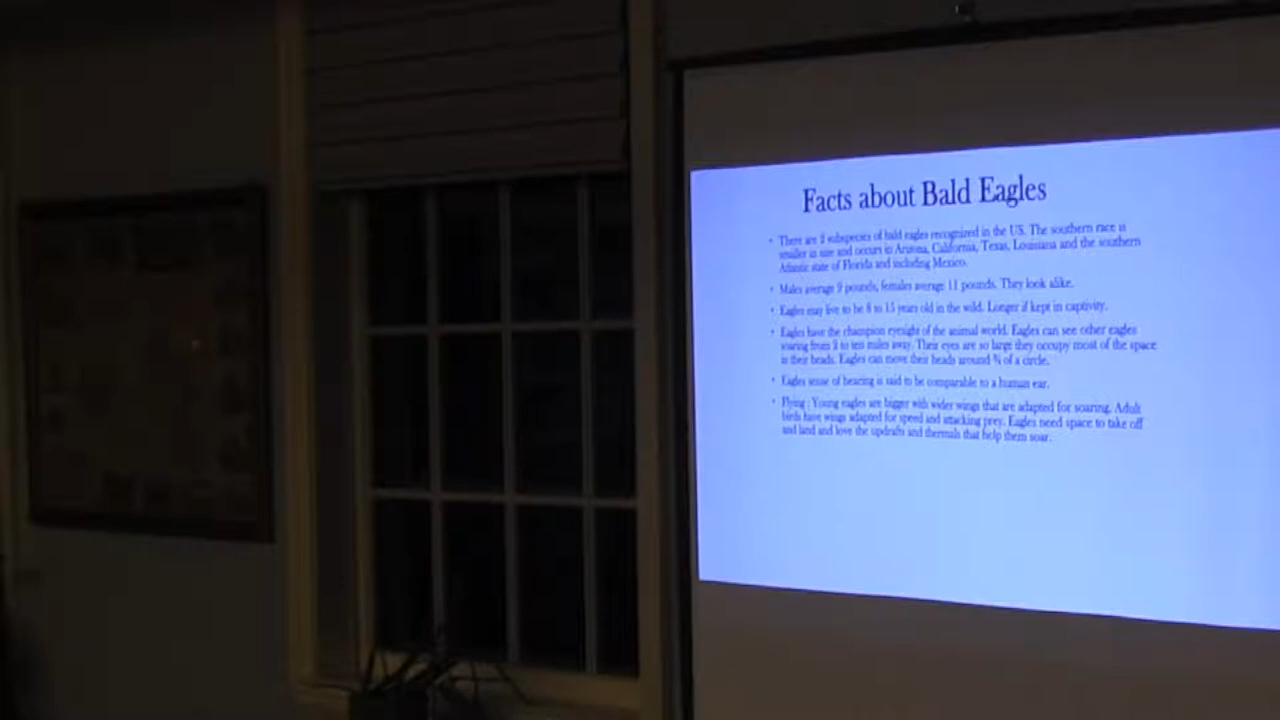 Facts about Bald Eagles
• There are 2 subspecies of bald eagles recognized in the US. The southern race is
smaller in size and occurs in Arizona, California, Texas, Louisiana and the southern
Atlantic state of Florida and including Mexico.
• Males average 9 pounds, females average 11 pounds. They look alike.
• Eagles may live to be 8 to 15 years old in the wild. Longer if kept in captivity.
• Eagles have the champion eyesight of the animal world. Eagles can see other eagles
soaring from 2 to ten miles away. Their eyes are so large they occupy most of the space
in their heads. Eagles can move their heads around ¾ of a circle.
• Eagles sense of hearing is said to be comparable to a human ear.
• Flying : Young eagles are bigger with wider wings that are adapted for soaring. Adult
birds have wings adapted for speed and attacking prey. Eagles need space to take off
and land and love the updrafts and thermals that help them soar.